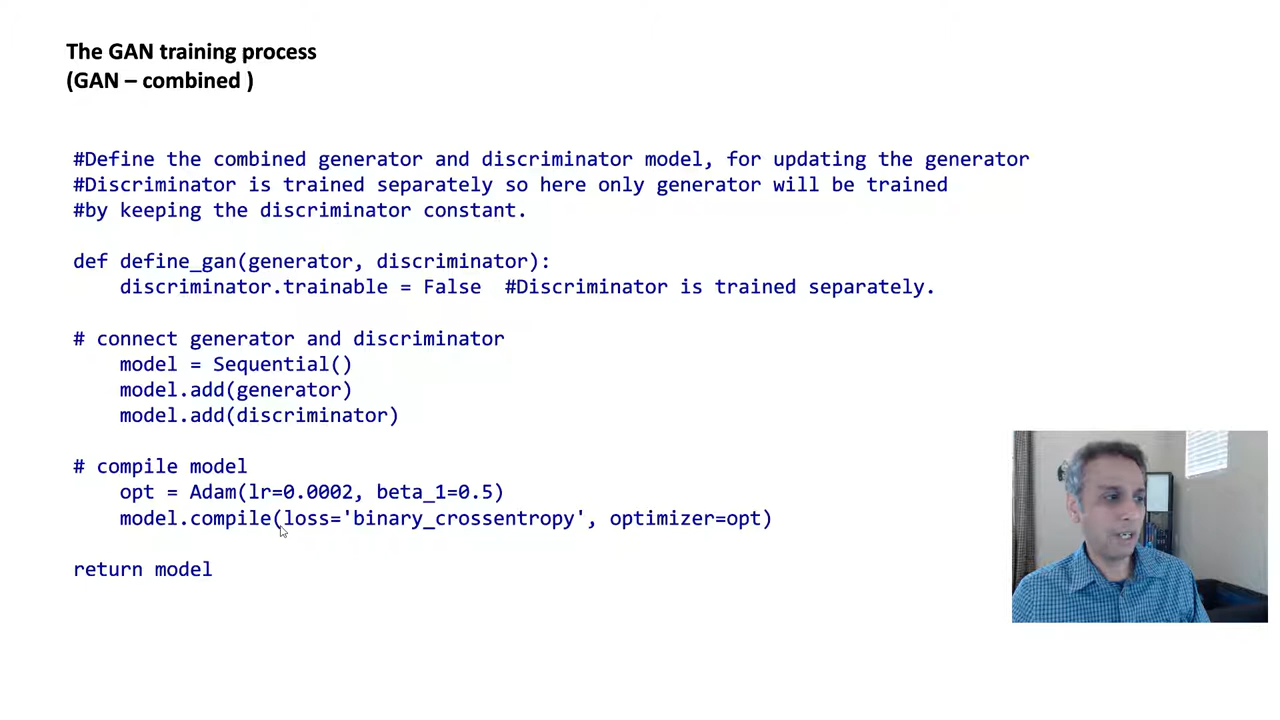 The GAN training process
(GAN – combined )
#Define the combined generator and discriminator model, for updating the generator
#Discriminator is trained separately so here only generator will be trained
#by keeping the discriminator constant.
def define_gan(generator, discriminator):
    discriminator.trainable = False  #Discriminator is trained separately.
# connect generator and discriminator
    model = Sequential()
    model.add(generator)
    model.add(discriminator)
# compile model
    opt = Adam(lr=0.0002, beta_1=0.5)
    model.compile(loss='binary_crossentropy', optimizer=opt)
return model